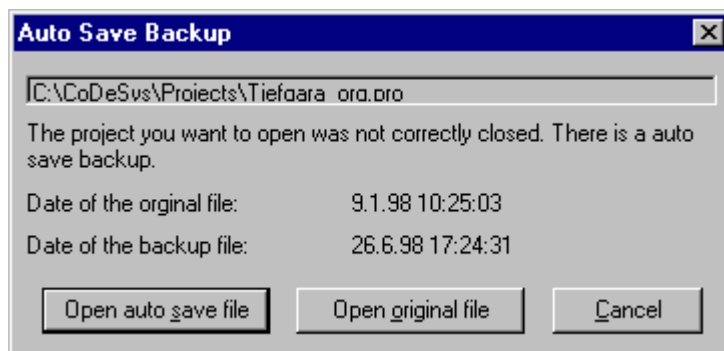 Auto Save Backup
C:\CoDeSys\Projects\Tiefgara_org.pro
The project you want to open was not correctly closed. There is a auto
save backup.
Date of the orginal file: 9.1.98 10:25:03
Date of the backup file: 26.6.98 17:24:31
Open auto save file Open original file Cancel